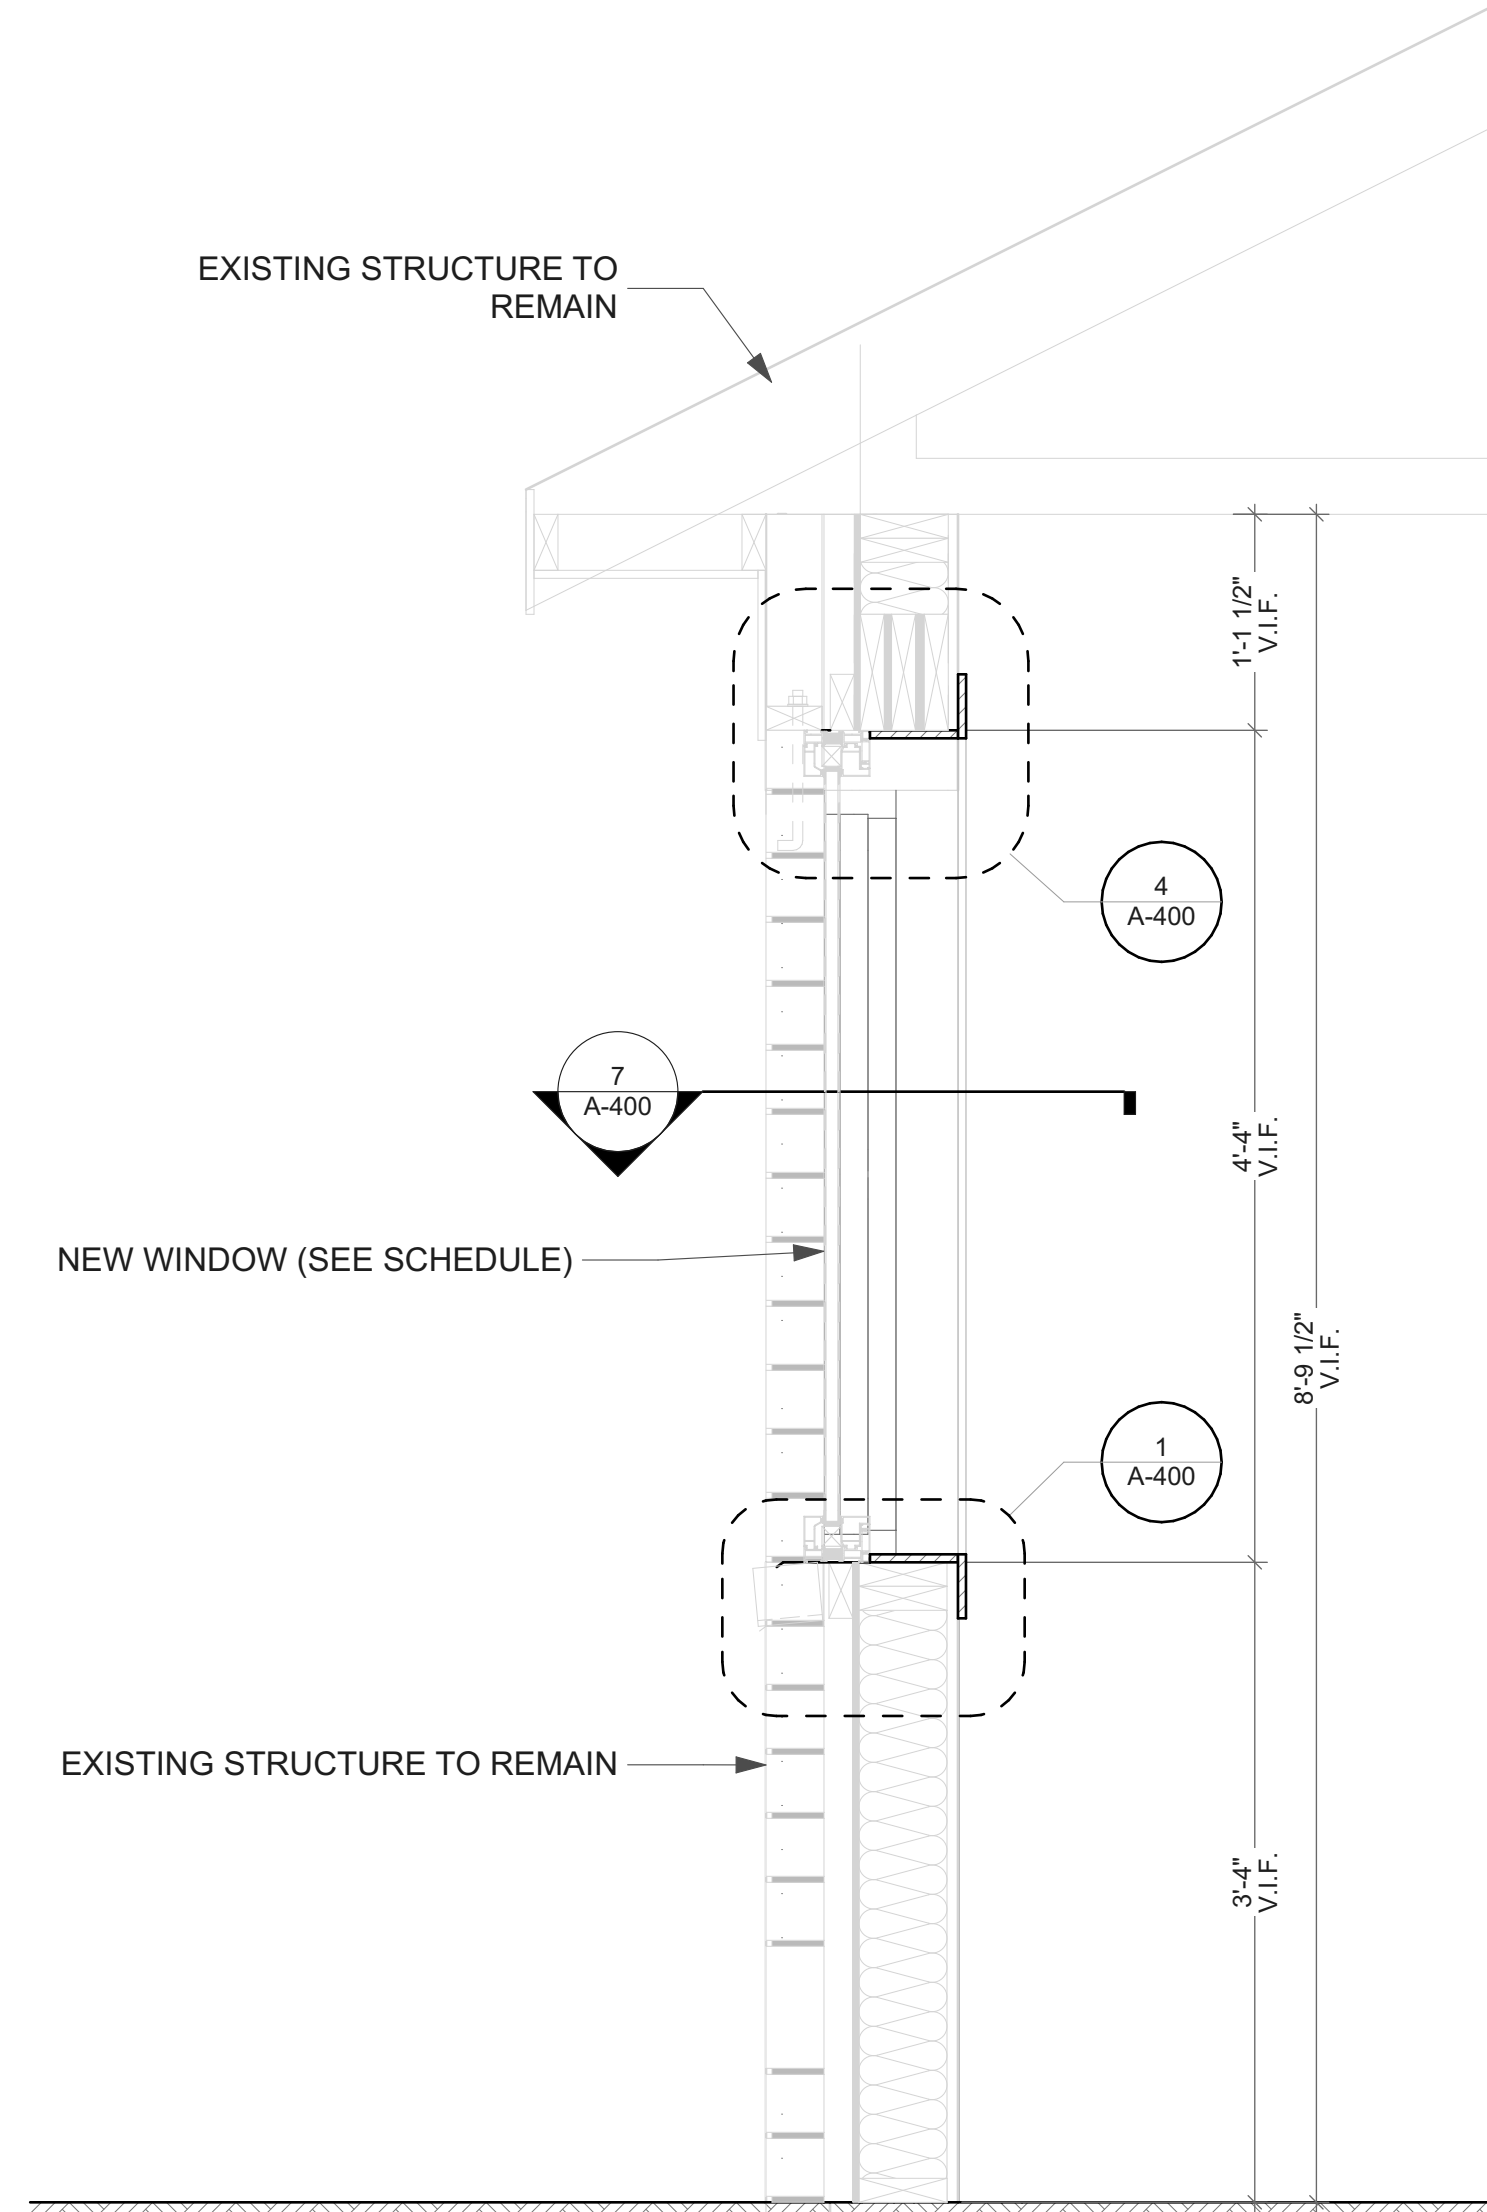 EXISTING STRUCTURE TO
REMAIN
1'-1 1/2"
V.I.F.
4
A-400
7
A-400
4'-4"
V.I.F.
NEW WINDOW (SEE SCHEDULE)
8'-9 1/2"
V.I.F.
1
A-400
EXISTING STRUCTURE TO REMAIN
3'-4"
V.I.F.